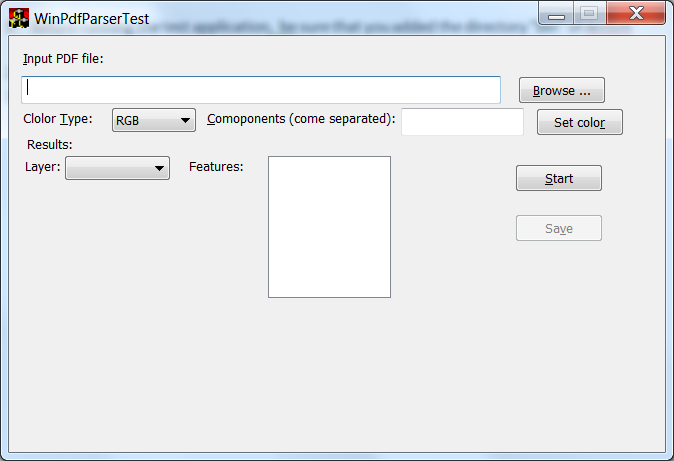 WinPdfParserTest
Input PDF file:
Browse ...
Clolor Type: RGB Comoponents (come separated): Set color
Results:
Layer: Features:
Start
Save